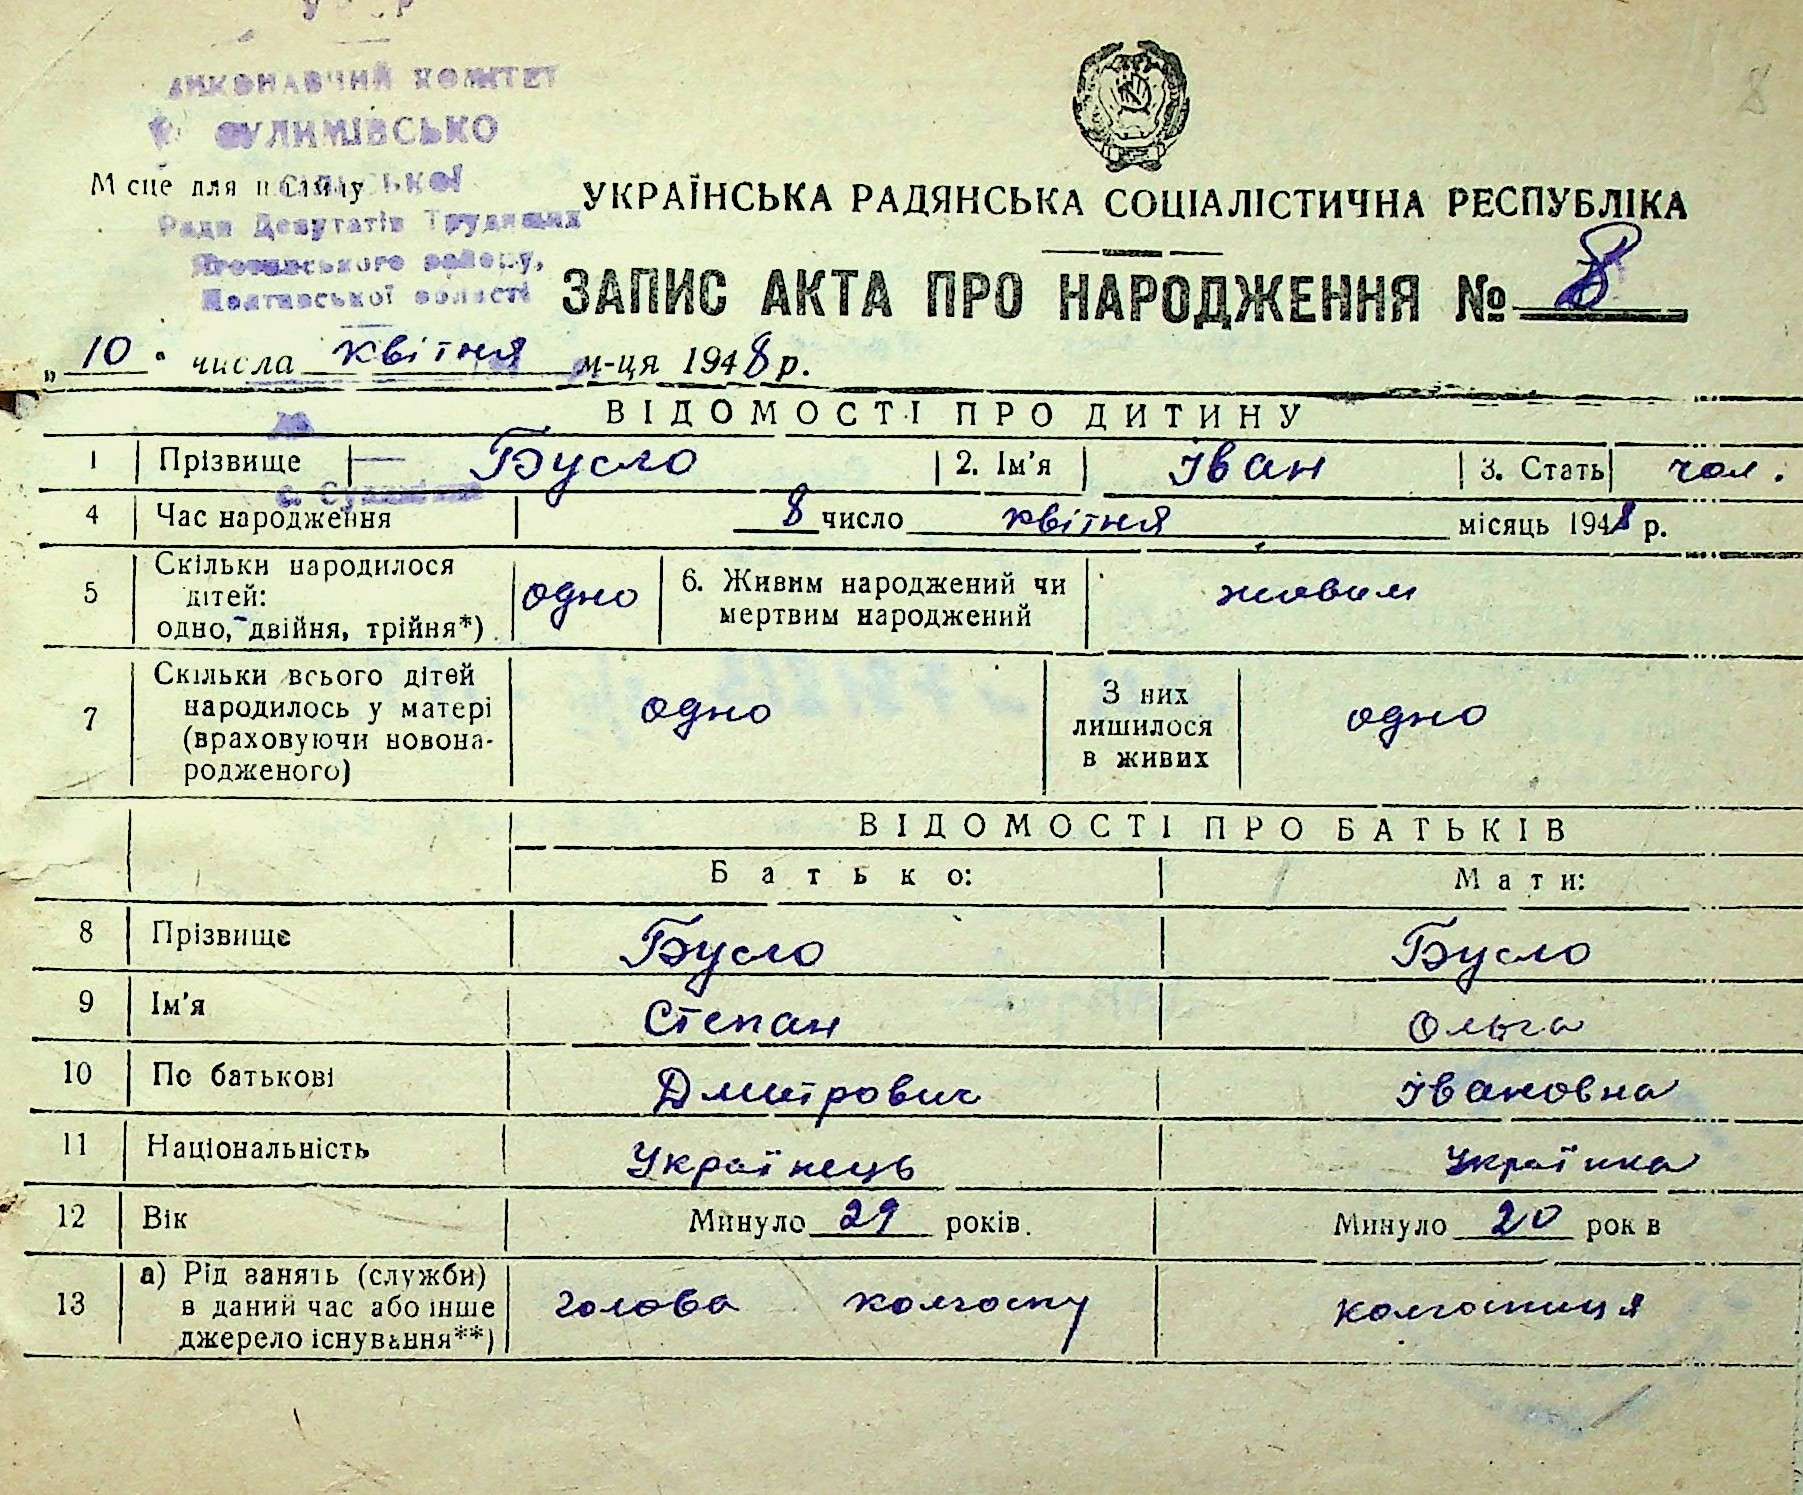 ВИКОНАВЧИЙ КОМІТЕТ
СУЛИМІВСЬКО
СІЛЬСЬКОЇ
Місце для штампу
Ради Депутатів Трудящих
Яготинського району,
Полтавської області
8
УКРАЇНСЬКА РАДЯНСЬКА СОЦІАЛІСТИЧНА РЕСПУБЛІКА
ЗАПИС АКТА ПРО НАРОДЖЕННЯ № 8
„10" числа квітня м-ця 1948 р.
ВІДОМОСТІ ПРО ДИТИНУ
1 Прізвище Бусло 2. Ім'я Іван 3. Стать чол.
4 Час народження 8 число квітня місяць 1948 р.
5 Скільки народилося дітей: одно, двійня, трійня*) одно 6. Живим народжений чи мертвим народжений живим
7 Скільки всього дітей народилось у матері (враховуючи новонародженого) одно З них лишилося в живих одно
ВІДОМОСТІ ПРО БАТЬКІВ
Батько: Мати:
8 Прізвище Бусло Бусло
9 Ім'я Степан Ольга
10 По батькові Дмитрович Івановна
11 Національність Українець Українка
12 Вік Минуло 29 років. Минуло 20 рок в
13 а) Рід занять (служби) в даний час або інше джерело існування**) голова колгоспу колгоспниця